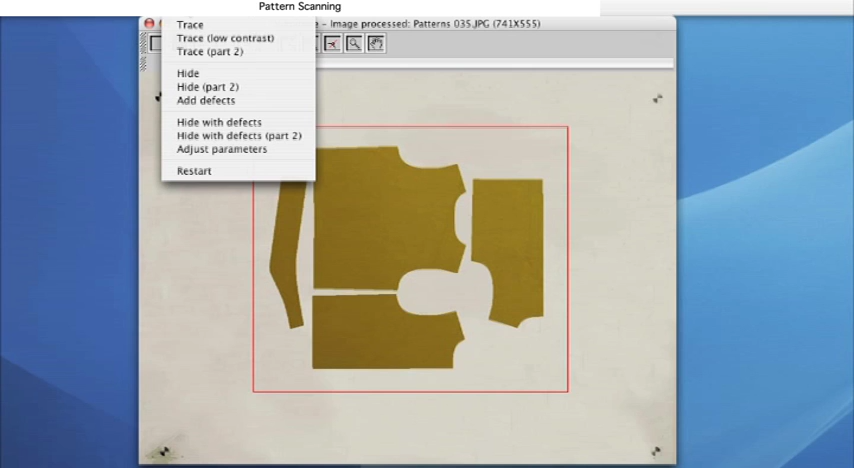 Pattern Scanning
- Image processed: Patterns 035.JPG (741X555)
Trace
Trace (low contrast)
Trace (part 2)
Hide
Hide (part 2)
Add defects
Hide with defects
Hide with defects (part 2)
Adjust parameters
Restart